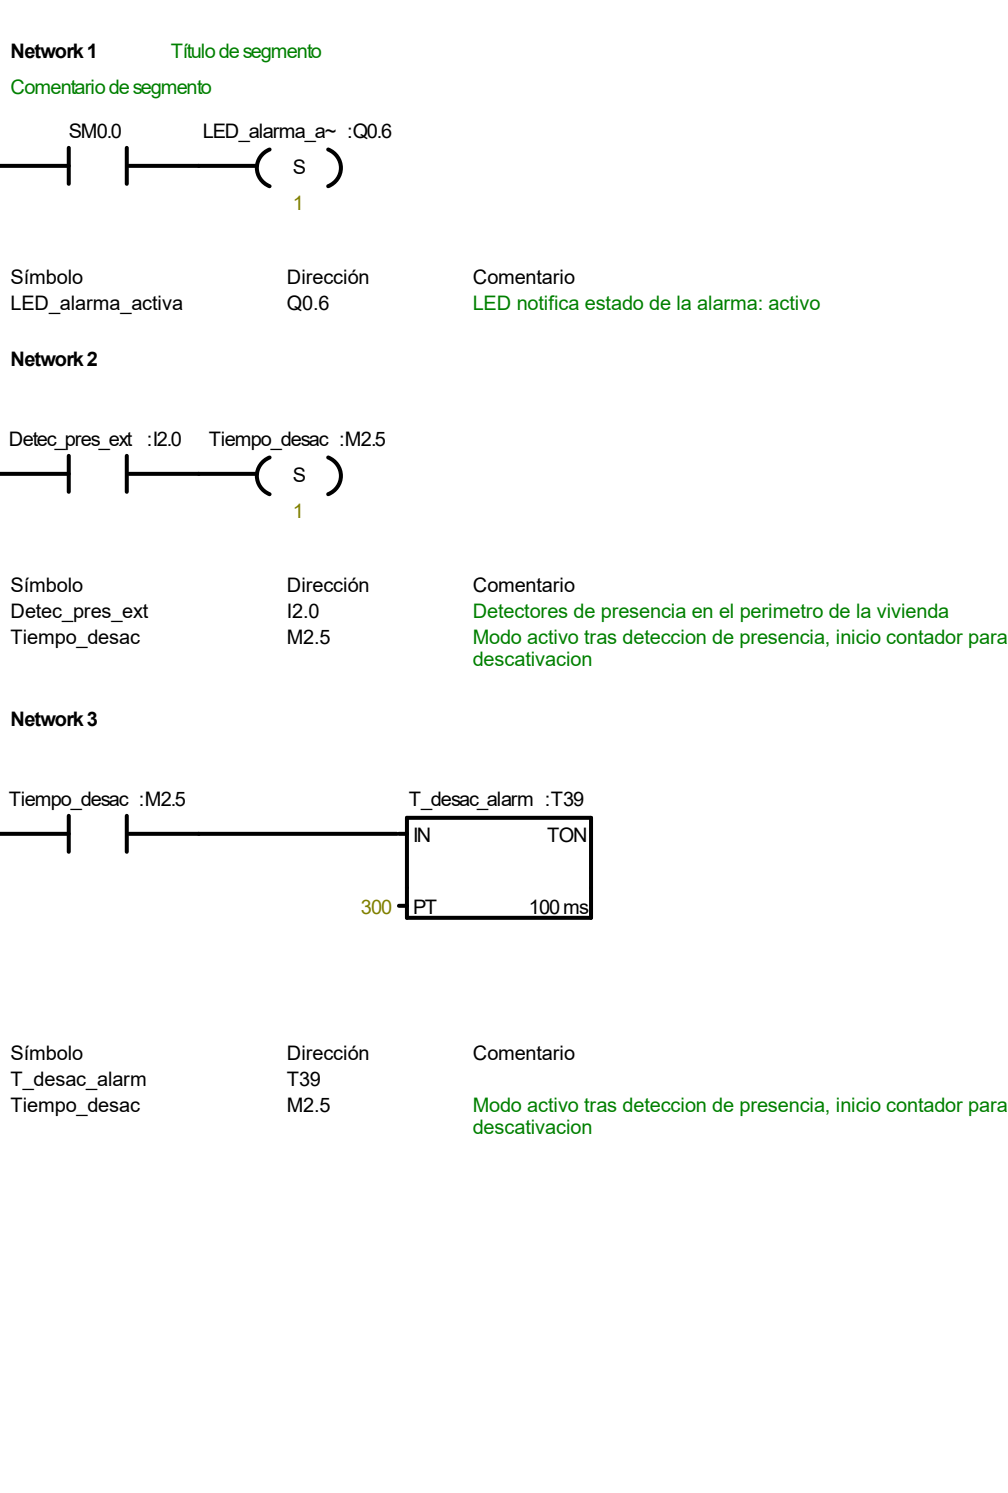 Network 1 Título de segmento
Comentario de segmento
SM0.0 LED_alarma_a~ :Q0.6
S
1
Símbolo Dirección Comentario
LED_alarma_activa Q0.6 LED notifica estado de la alarma: activo
Network 2
Detec_pres_ext :I2.0 Tiempo_desac :M2.5
S
1
Símbolo Dirección Comentario
Detec_pres_ext I2.0 Detectores de presencia en el perimetro de la vivienda
Tiempo_desac M2.5 Modo activo tras deteccion de presencia, inicio contador para
descativacion
Network 3
Tiempo_desac :M2.5 T_desac_alarm :T39
IN TON
300 PT 100 ms
Símbolo Dirección Comentario
T_desac_alarm T39
Tiempo_desac M2.5 Modo activo tras deteccion de presencia, inicio contador para
descativacion